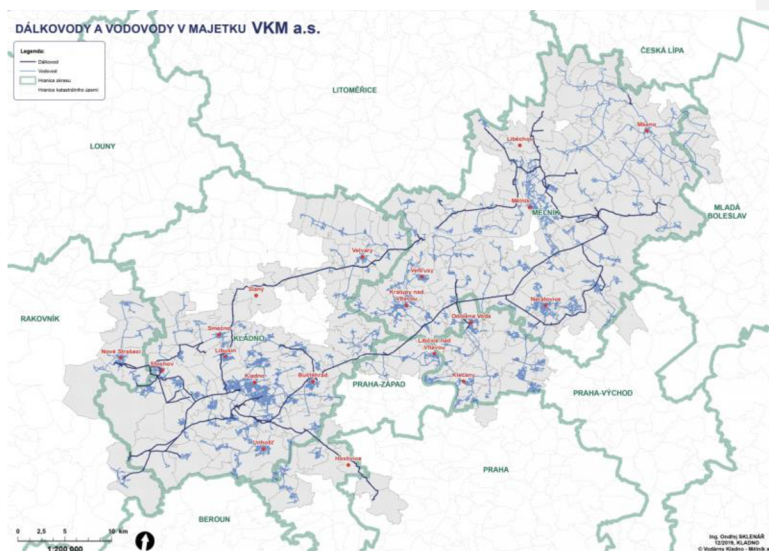 DÁLKOVODY A VODOVODY V MAJETKU VKM a.s.
Legenda:
Dálkovod
Vodovod
Hranice okresu
Hranice katastrálního území
ČESKÁ LÍPA
LITOMĚŘICE
LOUNY
Mšeno
Liběchov
MLADÁ
BOLESLAV
Mělník
MĚLNÍK
Velvary
Veltrusy
Slaný
Kralupy nad
Vltavou
Neratovice
RAKOVNÍK
Odolena Voda
Smečno
KLADNO
Libušín
Libčice nad
Vltavou
Nové Strašecí
Stochov
Kladno
Buštěhrad
Klecany
PRAHA-ZÁPAD
PRAHA-VÝCHOD
Unhošť
Hostivice
PRAHA
BEROUN
0 2,5 5 10 km
1:200 000
Ing. Ondřej SKLENÁŘ
12/2019, KLADNO
© Vodárny Kladno - Mělník